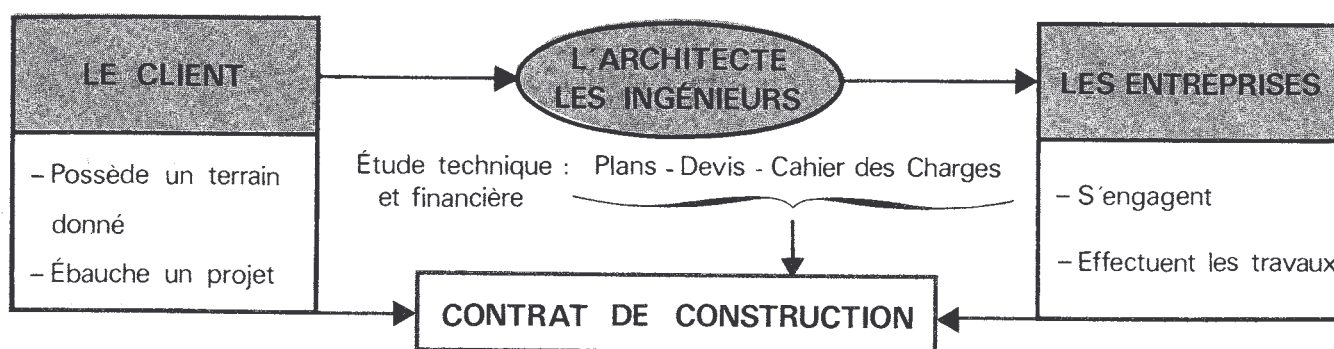 LE CLIENT
– Possède un terrain
donné
– Ébauche un projet
L'ARCHITECTE
LES INGÉNIEURS
Étude technique : Plans - Devis - Cahier des Charges
et financière
LES ENTREPRISES
– S'engagent
– Effectuent les travaux
CONTRAT DE CONSTRUCTION